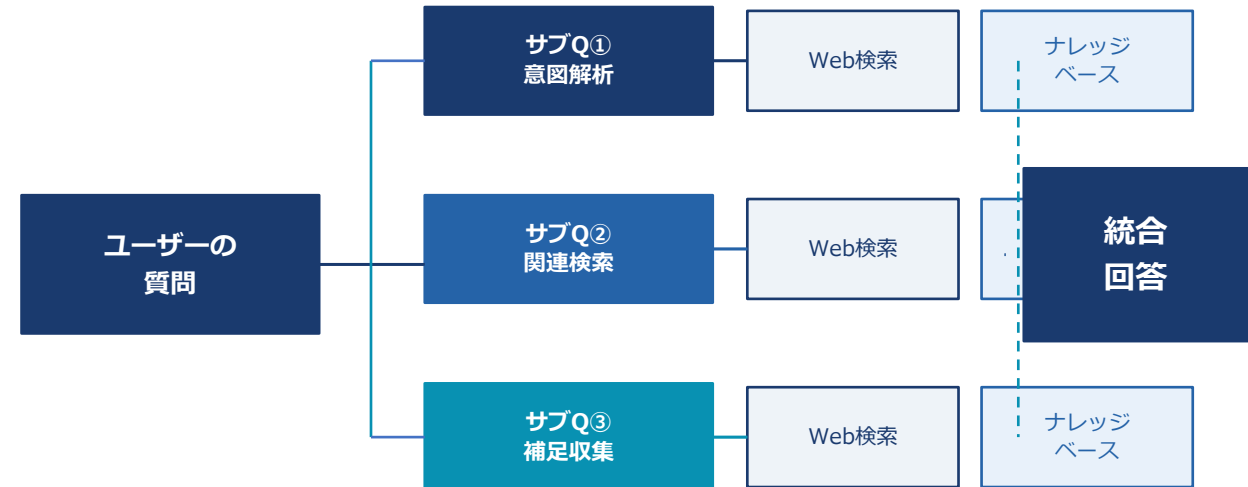 サブQ①
意図解析
Web検索
ナレッジ
ベース
ユーザーの
質問
サブQ②
関連検索
Web検索
統合
回答
サブQ③
補足収集
Web検索
ナレッジ
ベース